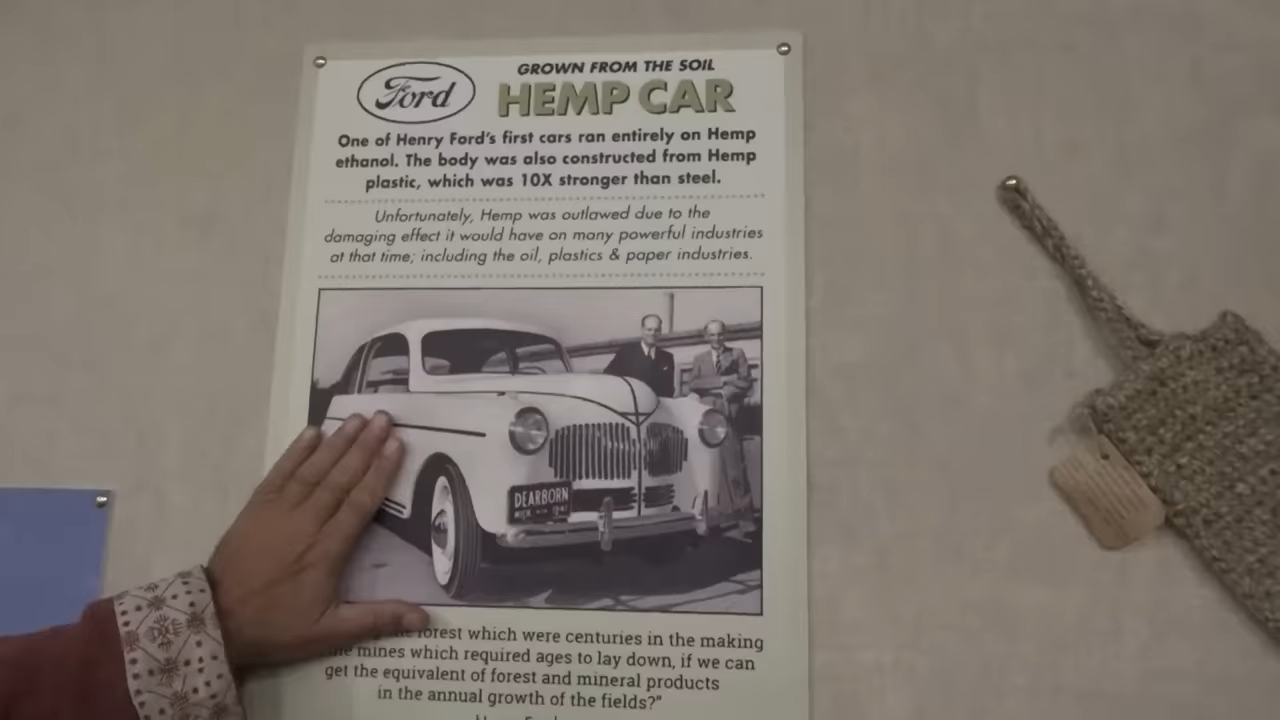 Ford
GROWN FROM THE SOIL
HEMP CAR
One of Henry Ford's first cars ran entirely on Hemp
ethanol. The body was also constructed from Hemp
plastic, which was 10X stronger than steel.
Unfortunately, Hemp was outlawed due to the
damaging effect it would have on many powerful industries
at that time; including the oil, plastics & paper industries.
DEARBORN
forest which were centuries in the making
mines which required ages to lay down, if we can
get the equivalent of forest and mineral products
in the annual growth of the fields?"